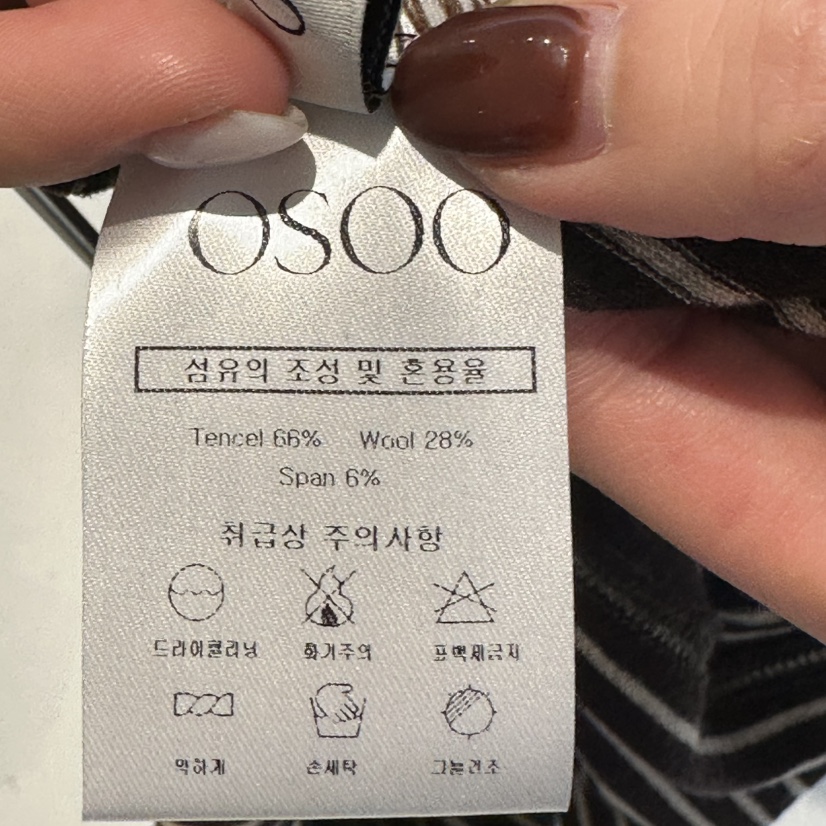 OSOO
섬유의 조성 및 혼용율
Tencel 66% Wool 28%
Span 6%
취급상 주의사항
드라이클리닝 화기주의 표백제금지
약하게 손세탁 그늘건조